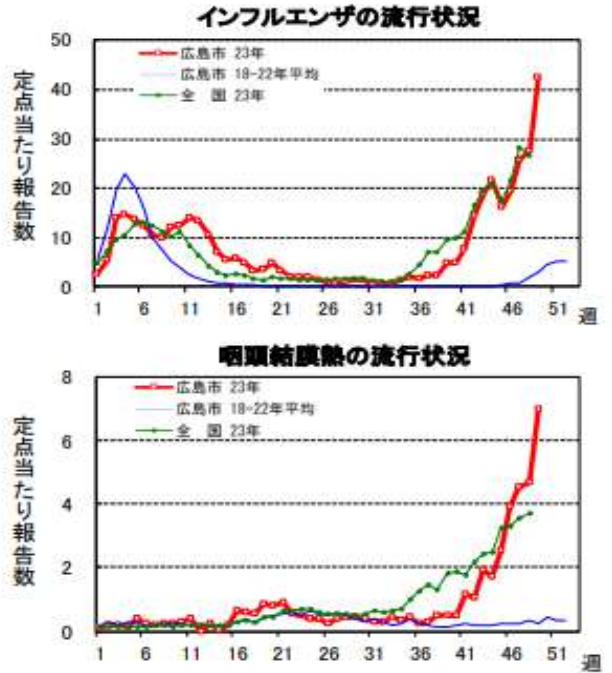 インフルエンザの流行状況
定点当たり報告数
50
40
30
20
10
0
広島市 23年
広島市 18-22年平均
全 国 23年
1 6 11 16 21 26 31 36 41 46 51 週
咽頭結膜熱の流行状況
定点当たり報告数
8
6
4
2
0
広島市 23年
広島市 18-22年平均
全 国 23年
1 6 11 16 21 26 31 36 41 46 51 週